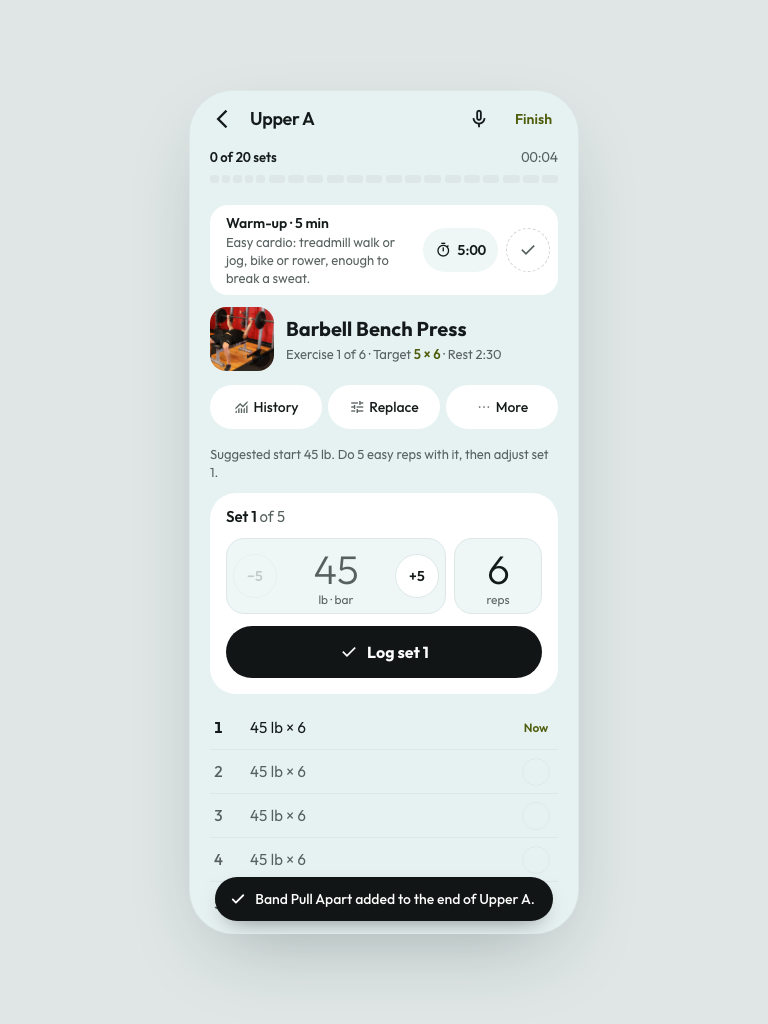 Upper A
Finish
0 of 20 sets
00:04
Warm-up · 5 min
Easy cardio: treadmill walk or
jog, bike or rower, enough to
break a sweat.
5:00
Barbell Bench Press
Exercise 1 of 6 · Target 5 × 6 · Rest 2:30
History
Replace
More
Suggested start 45 lb. Do 5 easy reps with it, then adjust set
1.
Set 1 of 5
−5
45
lb · bar
+5
6
reps
Log set 1
1 45 lb × 6 Now
2 45 lb × 6
3 45 lb × 6
4 45 lb × 6
Band Pull Apart added to the end of Upper A.